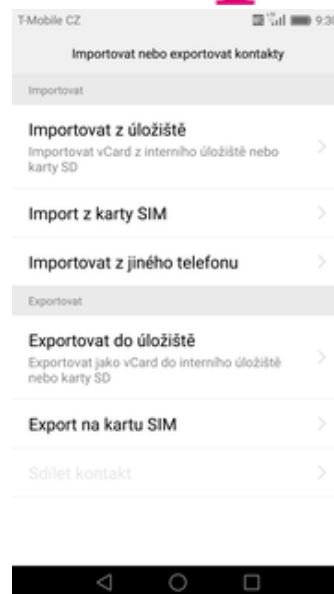 T-Mobile CZ 9:30
Importovat nebo exportovat kontakty
Importovat
Importovat z úložiště
Importovat vCard z interního úložiště nebo
karty SD
Import z karty SIM
Importovat z jiného telefonu
Exportovat
Exportovat do úložiště
Exportovat jako vCard do interního úložiště
nebo karty SD
Export na kartu SIM
Sdílet kontakt